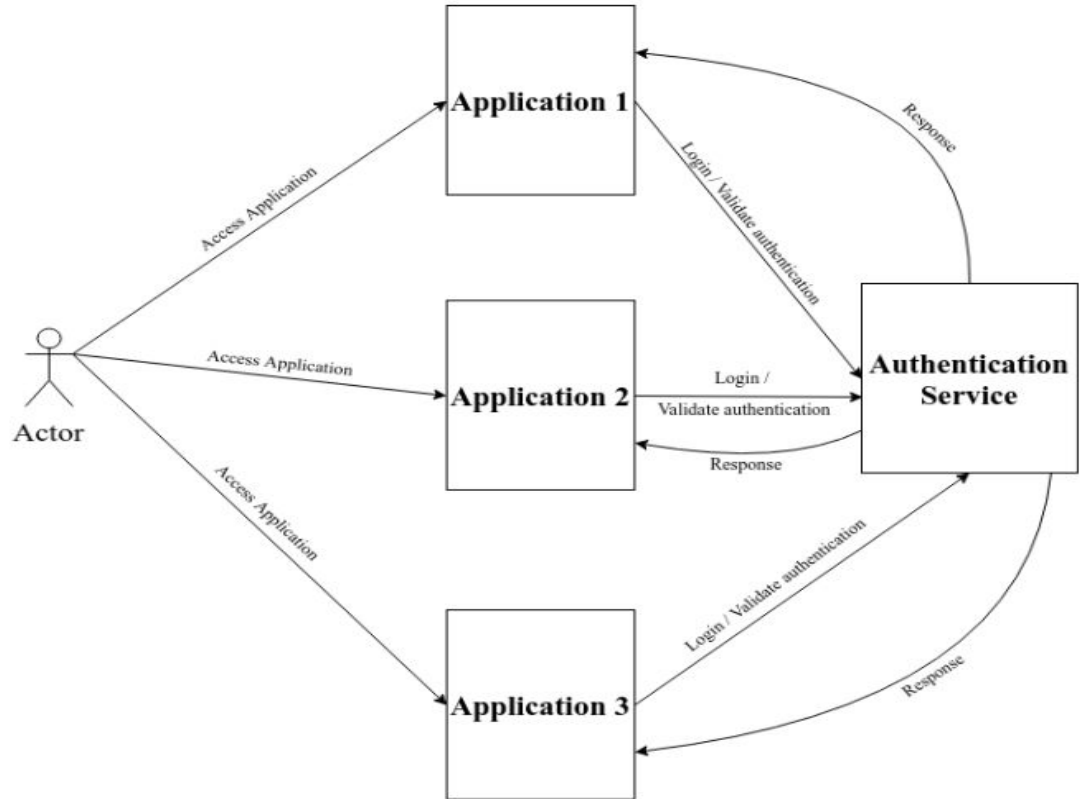 Application 1
Response
Login / Validate authentication
Access Application
Actor
Access Application
Application 2
Login /
Validate authentication
Response
Authentication
Service
Access Application
Application 3
Login / Validate authentication
Response